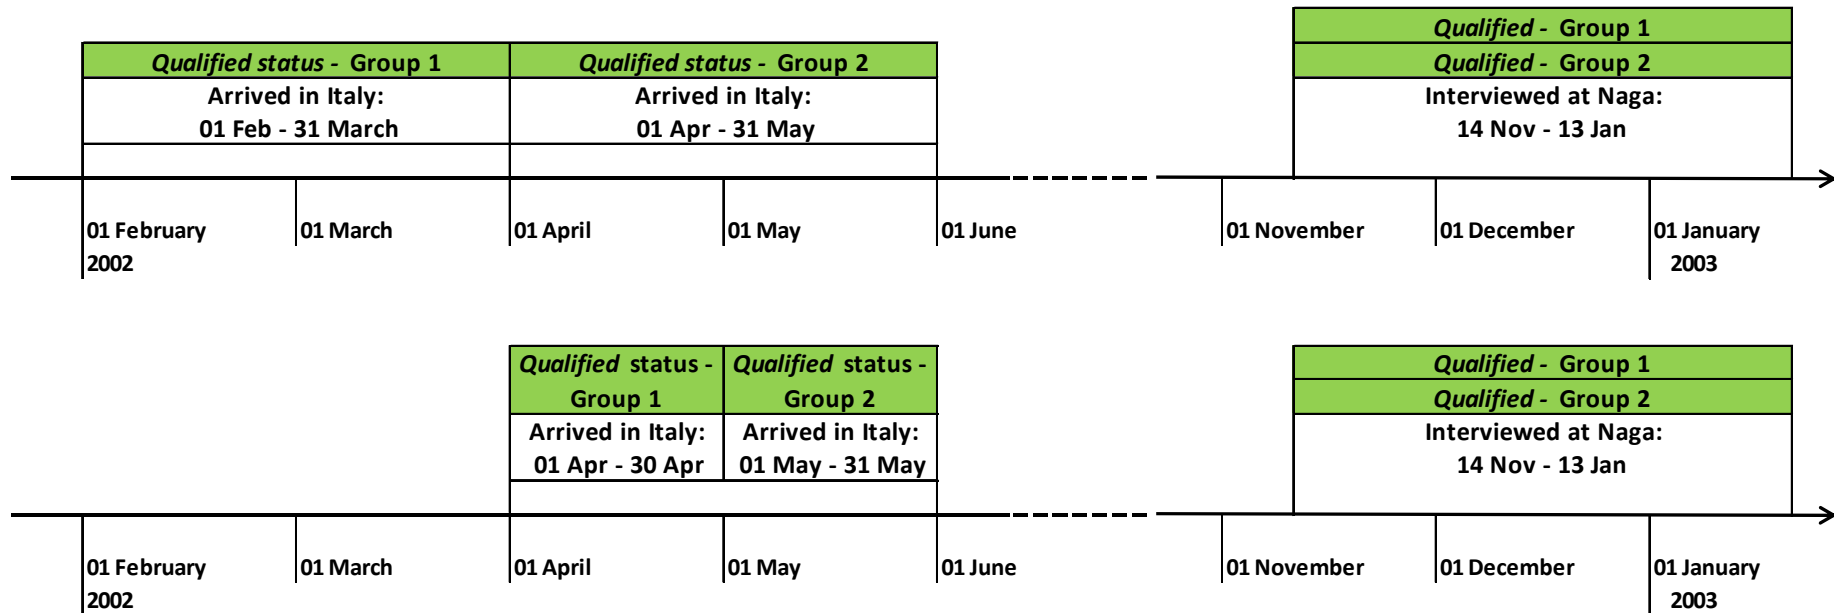 Qualified - Group 1
Qualified status - Group 1
Qualified status - Group 2
Qualified - Group 2
Arrived in Italy:
01 Feb - 31 March
Arrived in Italy:
01 Apr - 31 May
Interviewed at Naga:
14 Nov - 13 Jan
01 February
2002
01 March
01 April
01 May
01 June
01 November
01 December
01 January
2003
Qualified status -
Group 1
Qualified status -
Group 2
Qualified - Group 1
Qualified - Group 2
Arrived in Italy:
01 Apr - 30 Apr
Arrived in Italy:
01 May - 31 May
Interviewed at Naga:
14 Nov - 13 Jan
01 February
2002
01 March
01 April
01 May
01 June
01 November
01 December
01 January
2003